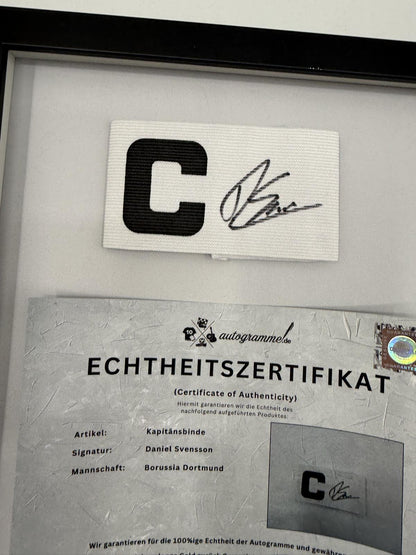 C
autogramme.de
ECHTHEITSZERTIFIKAT
(Certificate of Authenticity)
Hiermit garantieren wir die Echtheit des
nachfolgend aufgeführten Produktes.
Artikel: Kapitänsbinde
Signatur: Daniel Svensson
Mannschaft: Borussia Dortmund
C
Wir garantieren für die 100%ige Echtheit der Autogramme und gewähre